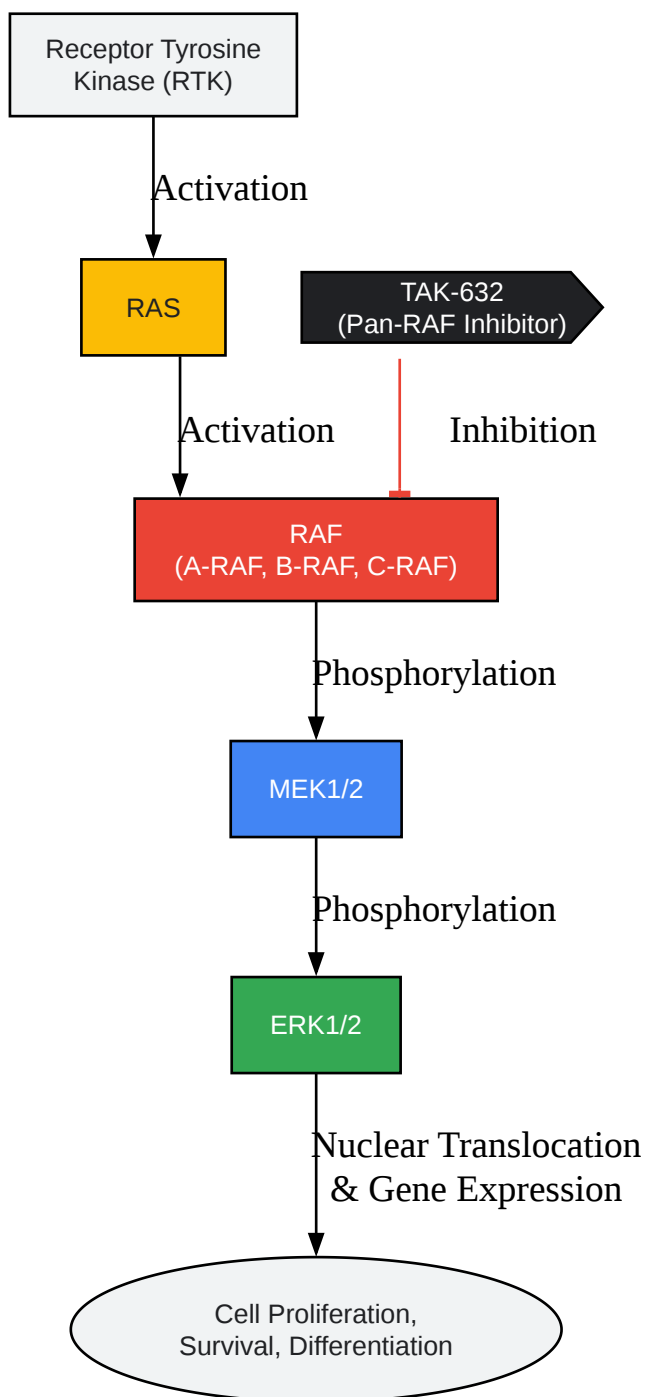 Receptor Tyrosine
Kinase (RTK)
Activation
RAS
TAK-632
(Pan-RAF Inhibitor)
Activation
Inhibition
RAF
(A-RAF, B-RAF, C-RAF)
Phosphorylation
MEK1/2
Phosphorylation
ERK1/2
Nuclear Translocation
& Gene Expression
Cell Proliferation,
Survival, Differentiation